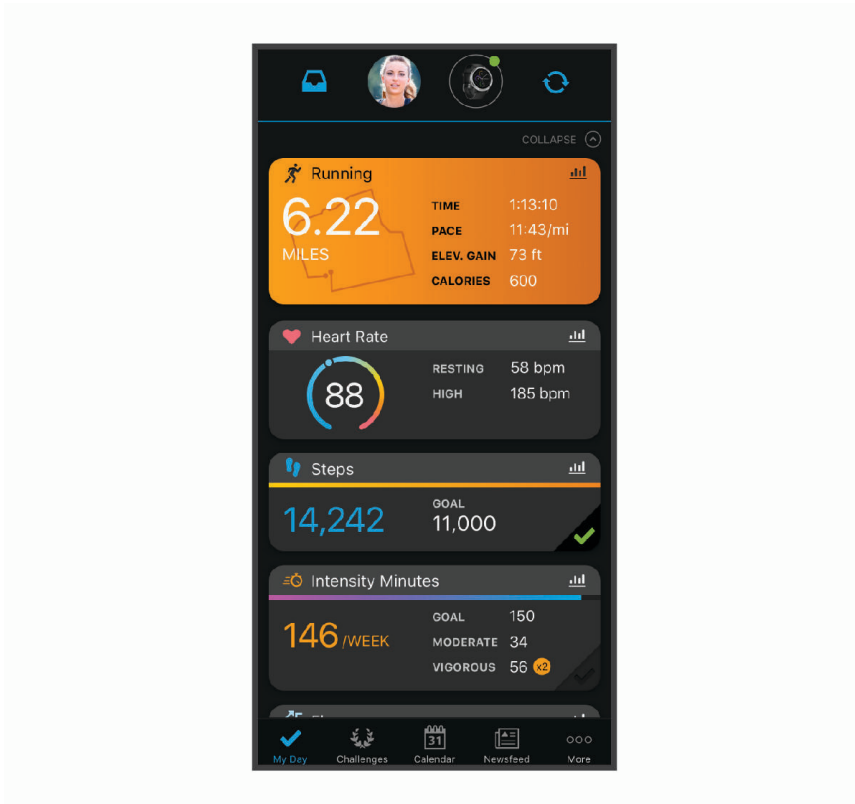 COLLAPSE
Running
6.22
MILES
TIME 1:13:10
PACE 11:43/mi
ELEV. GAIN 73 ft
CALORIES 600
Heart Rate
88
RESTING 58 bpm
HIGH 185 bpm
Steps
14,242
GOAL
11,000
Intensity Minutes
146 /WEEK
GOAL 150
MODERATE 34
VIGOROUS 56 x2
31
My Day Challenges Calendar Newsfeed More